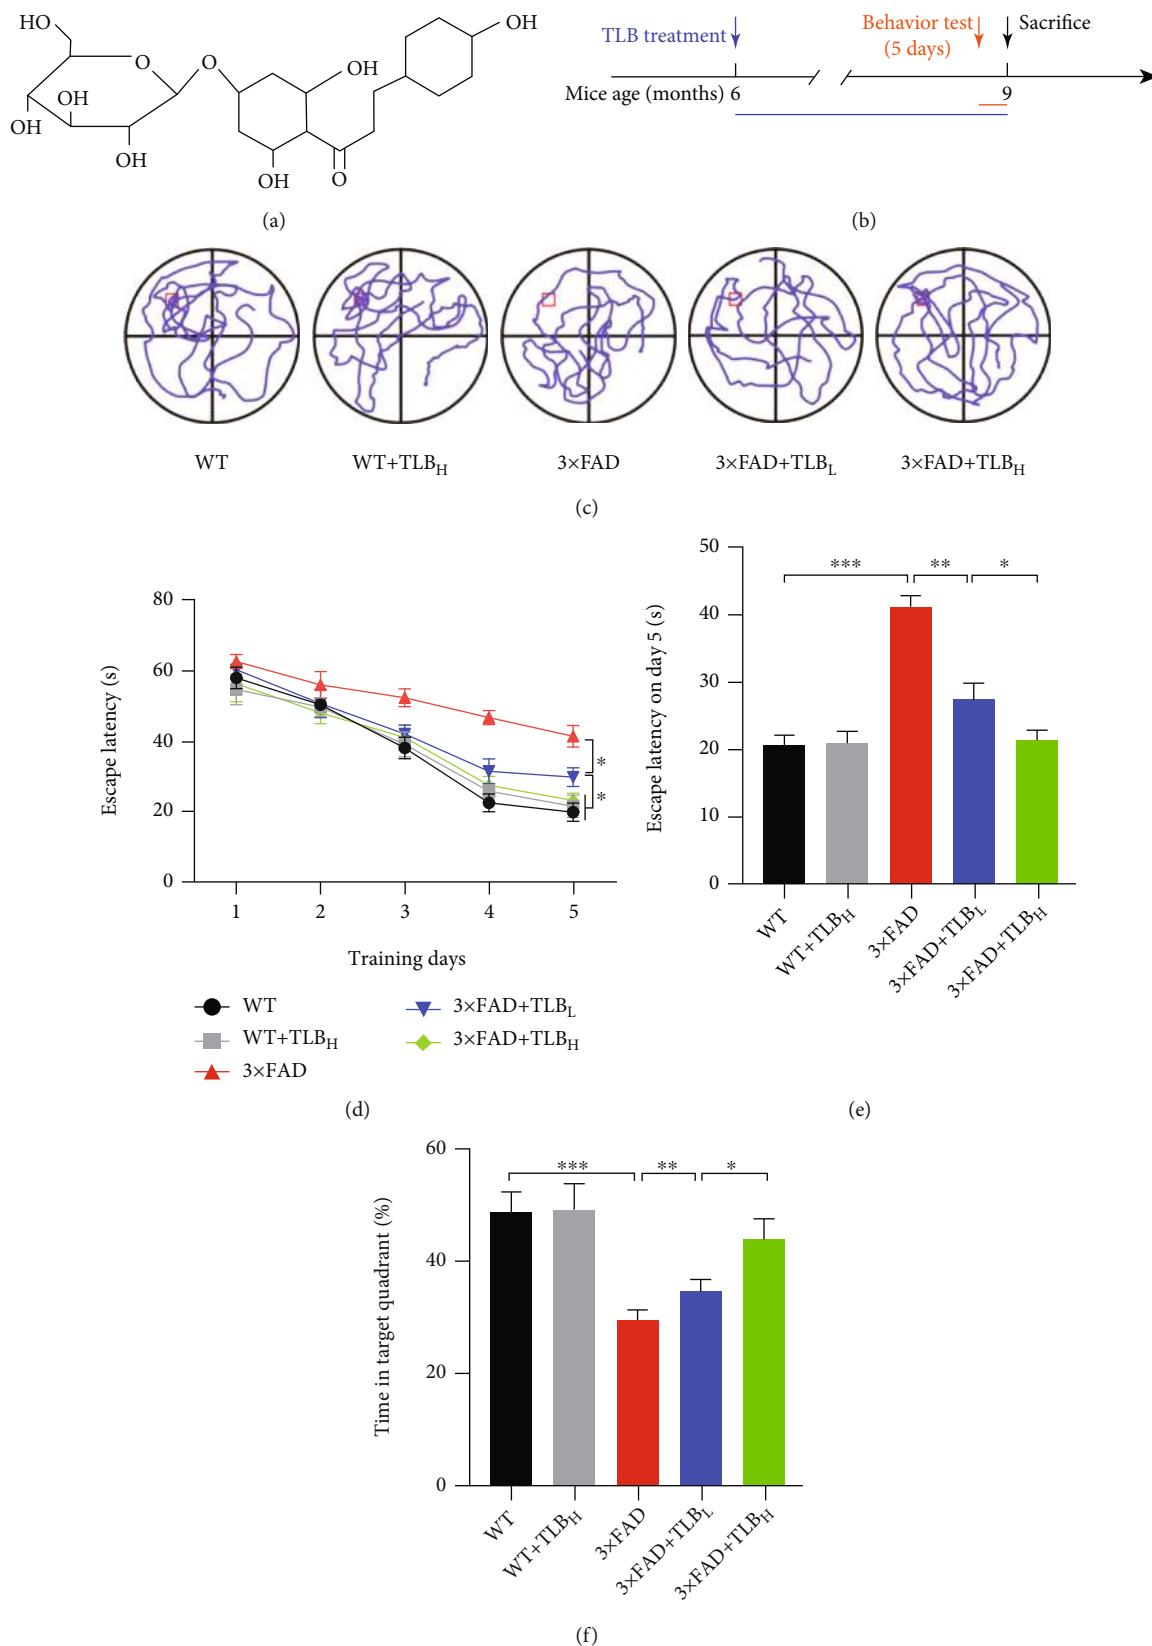 HO
O
O
OH
OH
OH
OH
OH
OH
OH
O
(a)
TLB treatment
Behavior test
(5 days)
Sacrifice
Mice age (months) 6
9
(b)
WT
WT+TLBH
3×FAD
3×FAD+TLBL
3×FAD+TLBH
(c)
Escape latency (s)
80
60
40
20
0
*
*
1 2 3 4 5
Training days
WT
WT+TLBH
3×FAD
3×FAD+TLBL
3×FAD+TLBH
(d)
Escape latency on day 5 (s)
50
40
30
20
10
0
*** ** *
WT
WT+TLBH
3×FAD
3×FAD+TLBL
3×FAD+TLBH
(e)
Time in target quadrant (%)
60
40
20
0
*** ** *
WT
WT+TLBH
3×FAD
3×FAD+TLBL
3×FAD+TLBH
(f)